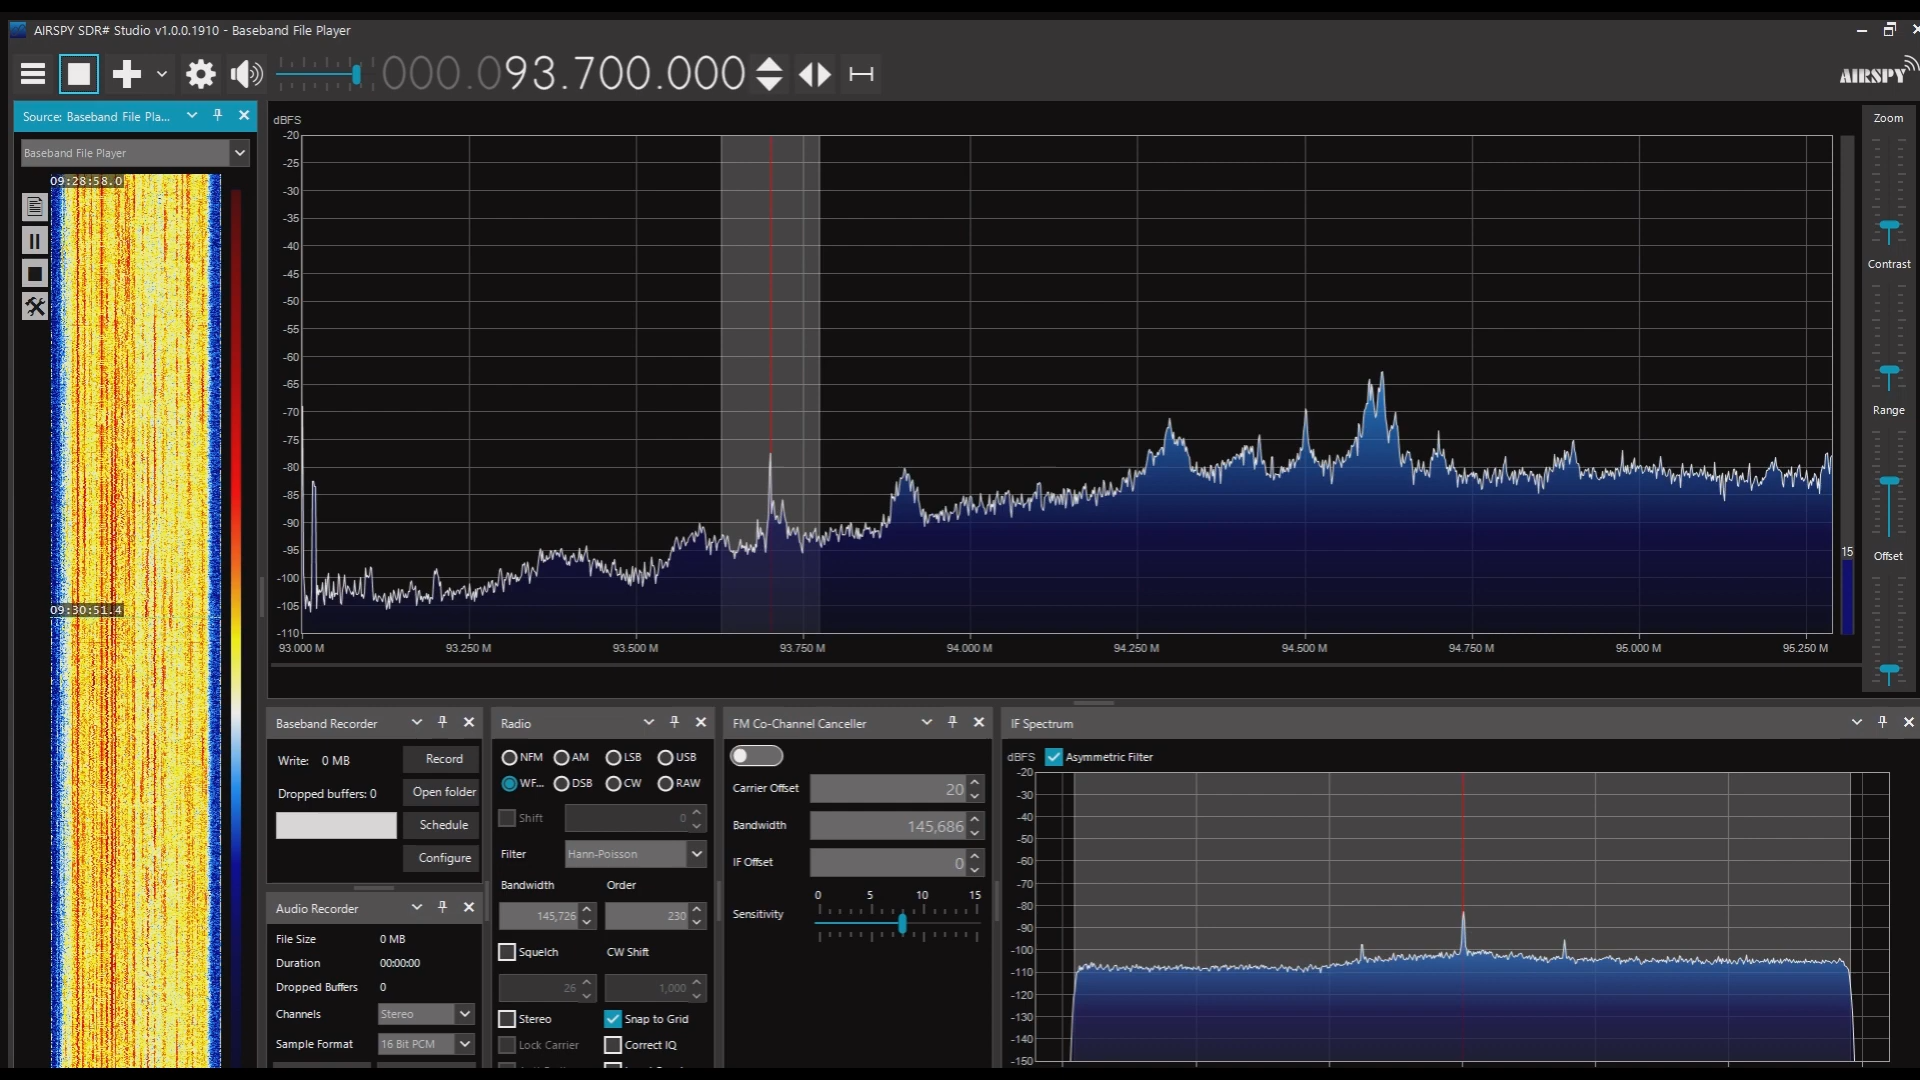 AIRSPY SDR# Studio v1.0.0.1910 - Baseband File Player
000.093.700.000
AIRSPY
Source: Baseband File Pla...
Baseband File Player
09:28:58.0
09:30:51.4
dBFS
-20
-25
-30
-35
-40
-45
-50
-55
-60
-65
-70
-75
-80
-85
-90
-95
-100
-105
-110
93.000 M 93.250 M 93.500 M 93.750 M 94.000 M 94.250 M 94.500 M 94.750 M 95.000 M 95.250 M
15
Zoom
Contrast
Range
Offset
Baseband Recorder
Write: 0 MB
Record
Dropped buffers: 0
Open folder
Schedule
Configure
Audio Recorder
File Size 0 MB
Duration 00:00:00
Dropped Buffers 0
Channels Stereo
Sample Format 16 Bit PCM
Radio
NFM AM LSB USB
WF... DSB CW RAW
Shift 0
Filter Hann-Poisson
Bandwidth Order
145,726 230
Squelch CW Shift
26 1,000
Stereo Snap to Grid
Lock Carrier Correct IQ
FM Co-Channel Canceller
Carrier Offset 20
Bandwidth 145,686
IF Offset 0
0 5 10 15
Sensitivity
IF Spectrum
dBFS Asymmetric Filter
-20
-30
-40
-50
-60
-70
-80
-90
-100
-110
-120
-130
-140
-150